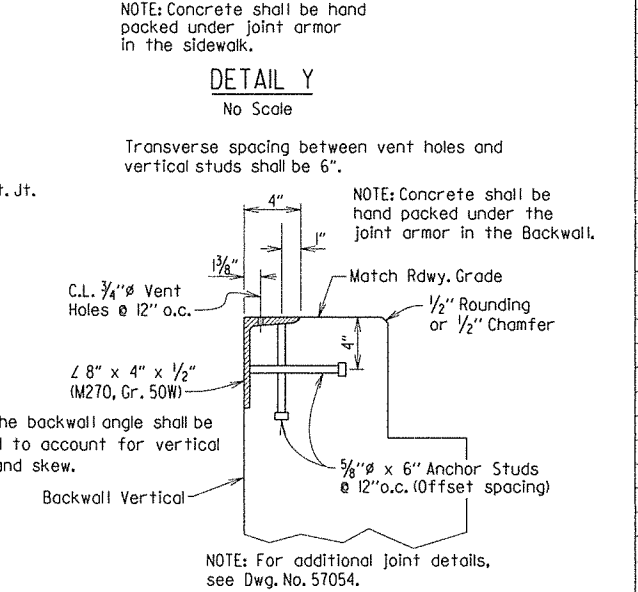 NOTE: Concrete shall be hand
packed under joint armor
in the sidewalk.
DETAIL Y
No Scale
Transverse spacing between vent holes and
vertical studs shall be 6".
t. Jt.
4"
NOTE: Concrete shall be
hand packed under the
joint armor in the Backwall.
1"
1⅜"
Match Rdwy. Grade
C.L. ¾"ø Vent
Holes @ 12" o.c.
½" Rounding
or ½" Chamfer
4"
∠ 8" x 4" x ½"
(M270, Gr. 50W)
he backwall angle shall be
d to account for vertical
and skew.
⅝"ø x 6" Anchor Studs
@ 12"o.c. (Offset spacing)
Backwall Vertical
NOTE: For additional joint details,
see Dwg. No. 57054.